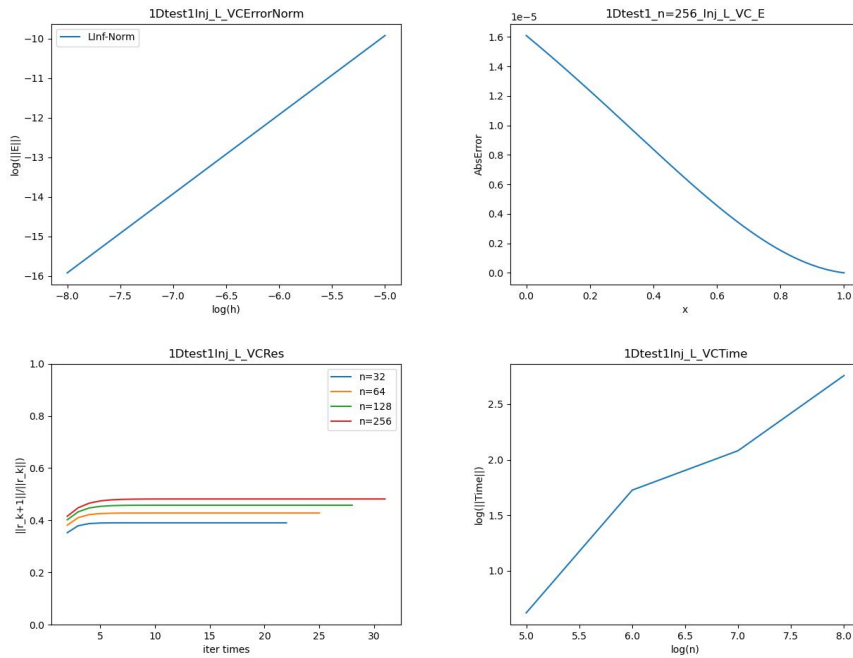 1Dtest1Inj_L_VCErrorNorm
LInf-Norm
−10
−11
−12
−13
−14
−15
−16
log(||E||)
−8.0 −7.5 −7.0 −6.5 −6.0 −5.5 −5.0
log(h)
1Dtest1_n=256_Inj_L_VC_E
1e−5
1.6
1.4
1.2
1.0
0.8
0.6
0.4
0.2
0.0
AbsError
0.0 0.2 0.4 0.6 0.8 1.0
x
1Dtest1Inj_L_VCRes
n=32
n=64
n=128
n=256
1.0
0.8
0.6
0.4
0.2
0.0
||r_k+1||/||r_k||)
5 10 15 20 25 30
iter times
1Dtest1Inj_L_VCTime
2.5
2.0
1.5
1.0
log(||Time||)
5.0 5.5 6.0 6.5 7.0 7.5 8.0
log(n)